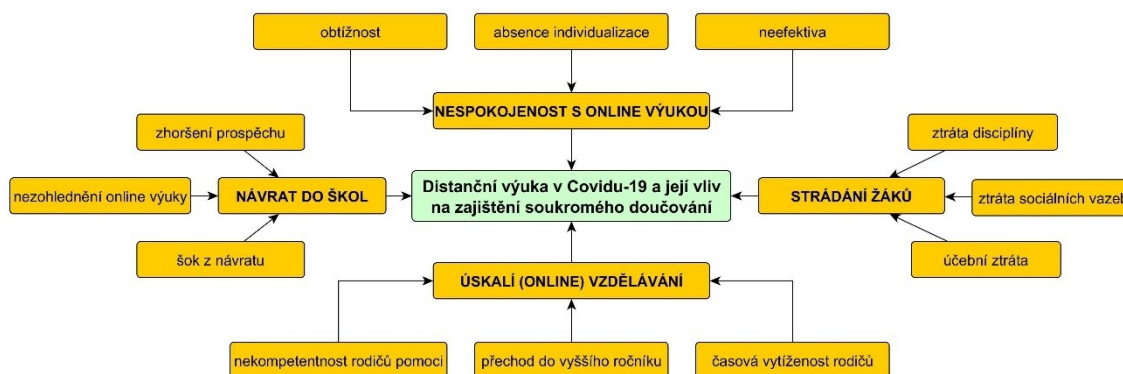 obtížnost
absence individualizace
neefektiva
NESPOKOJENOST S ONLINE VÝUKOU
zhoršení prospěchu
nezohlednění online výuky
NÁVRAT DO ŠKOL
šok z návratu
Distanční výuka v Covidu-19 a její vliv
na zajištění soukromého doučování
ztráta disciplíny
STRÁDÁNÍ ŽÁKŮ
ztráta sociálních vazeb
účební ztráta
ÚSKALÍ (ONLINE) VZDĚLÁVÁNÍ
nekompetentnost rodičů pomoci
přechod do vyššího ročníku
časová vytíženost rodičů